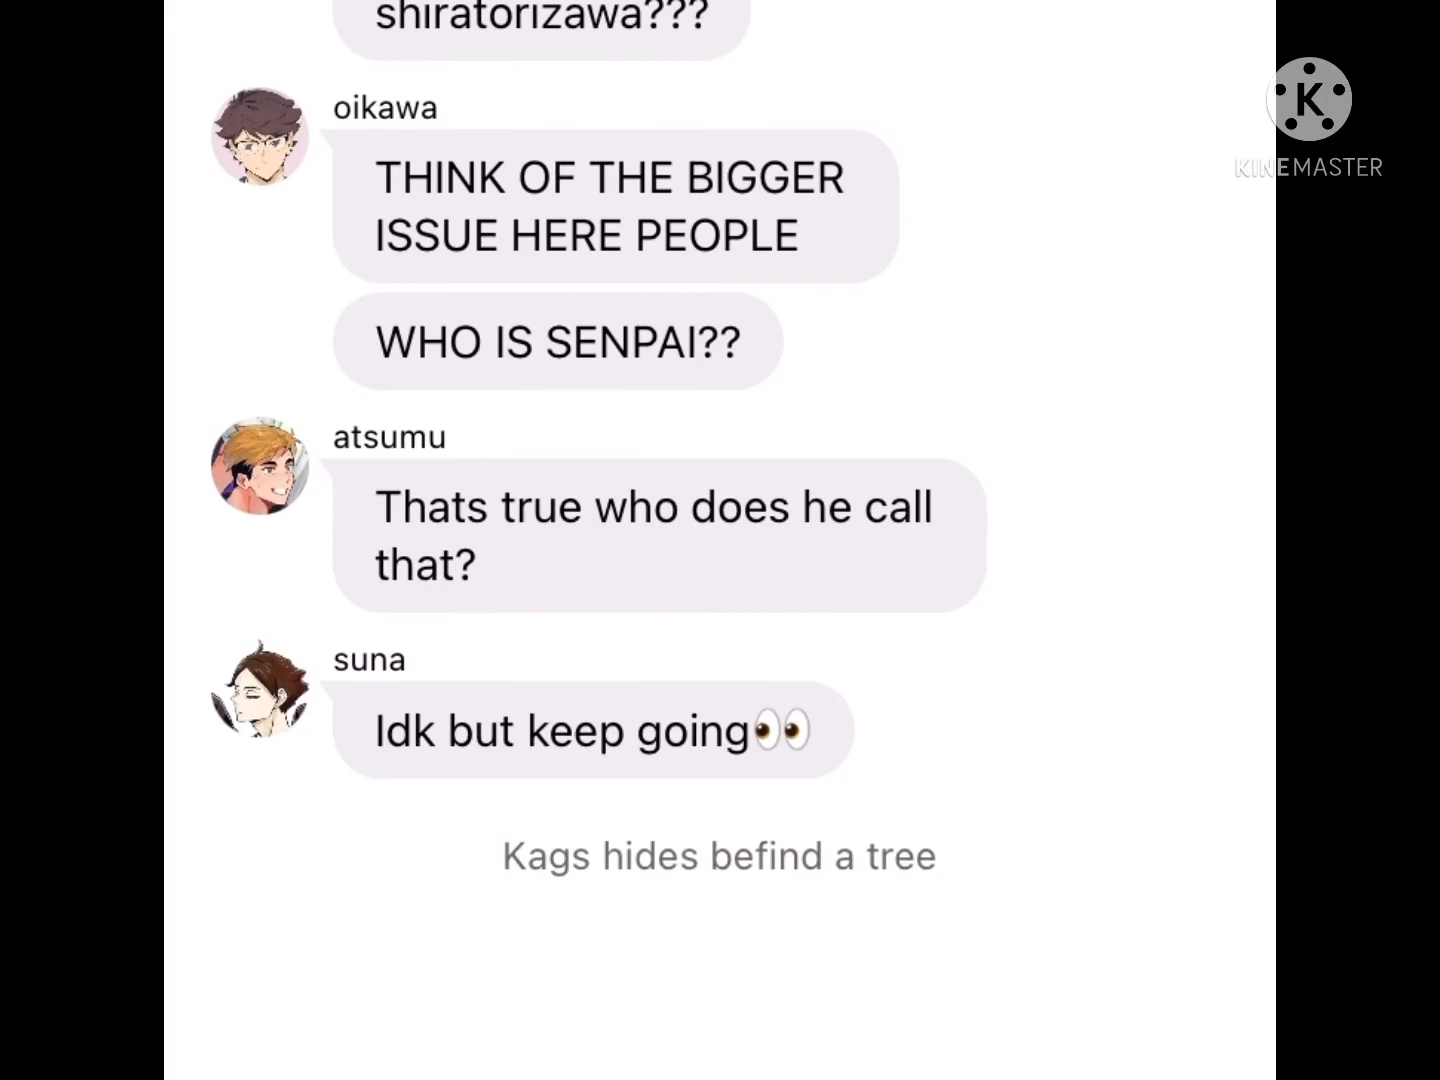 shiratorizawa???
oikawa
THINK OF THE BIGGER
ISSUE HERE PEOPLE
WHO IS SENPAI??
atsumu
Thats true who does he call
that?
suna
Idk but keep going👀
Kags hides befind a tree
K
KINEMASTER